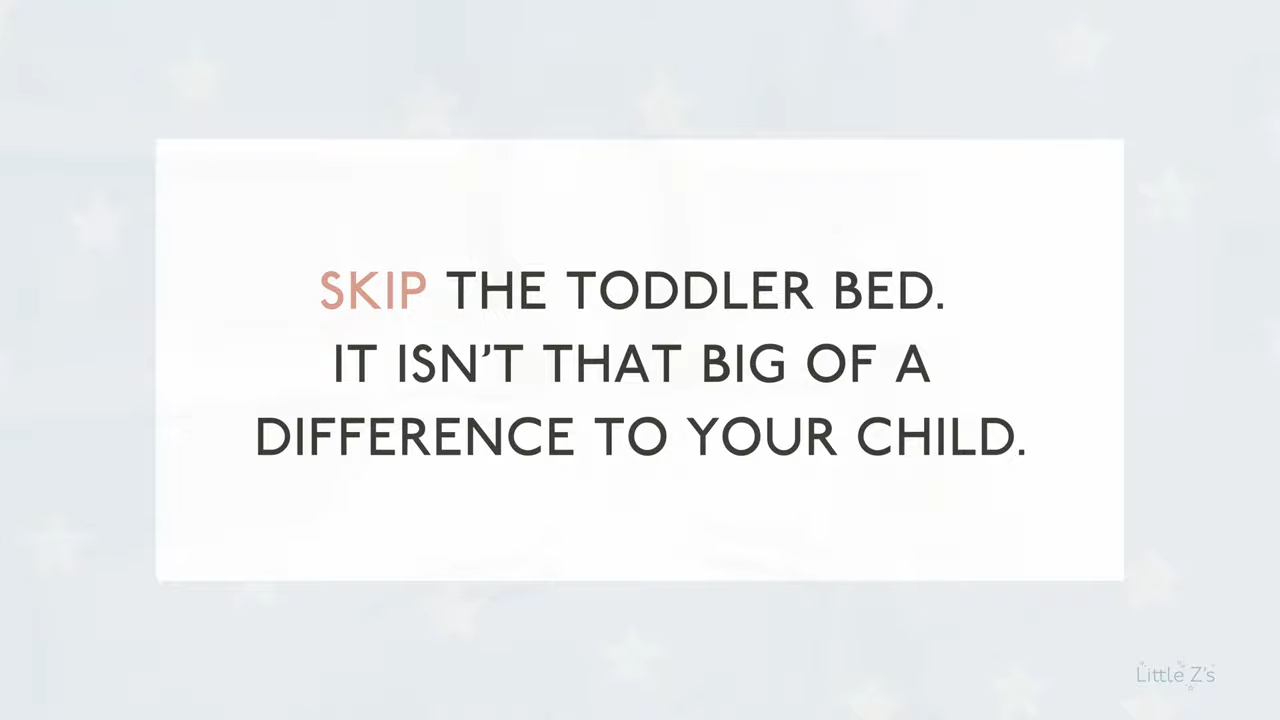 SKIP THE TODDLER BED.
IT ISN'T THAT BIG OF A
DIFFERENCE TO YOUR CHILD.
Little Z's